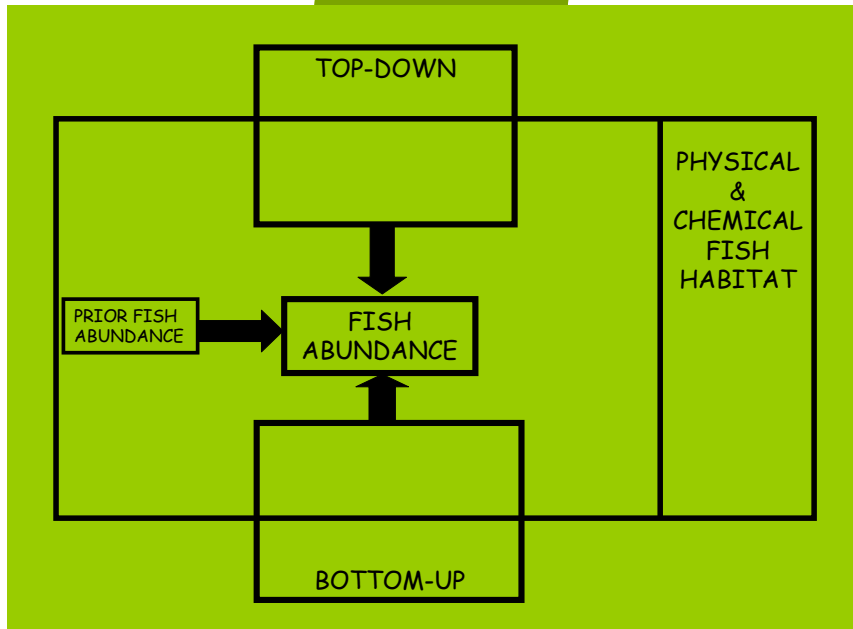 TOP-DOWN
PHYSICAL
&
CHEMICAL
FISH
HABITAT
PRIOR FISH
ABUNDANCE
FISH
ABUNDANCE
BOTTOM-UP